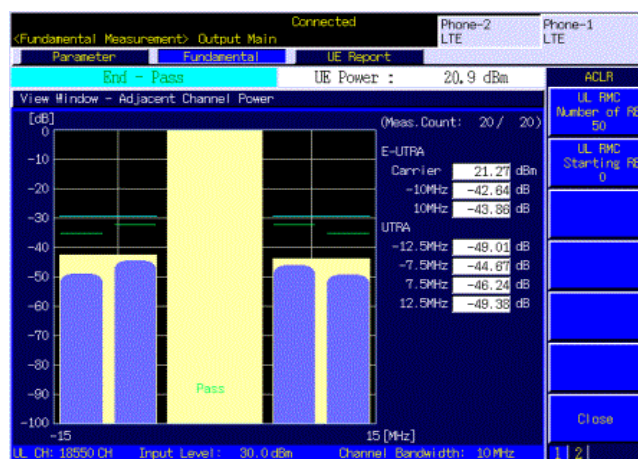 Connected
<Fundamental Measurement> Output Main
Phone-2
LTE
Phone-1
LTE
Parameter
Fundamental
UE Report
End - Pass
UE Power : 20.9 dBm
ACLR
View Window - Adjacent Channel Power
UL RMC
Number of RB
50
UL RMC
Starting RB
0
[dB]
(Meas.Count: 20/ 20)
0
-10
-20
-30
-40
-50
-60
-70
-80
-90
-100
E-UTRA
Carrier 21.27 dBm
-10MHz -42.64 dB
10MHz -43.86 dB
UTRA
-12.5MHz -49.01 dB
-7.5MHz -44.67 dB
7.5MHz -46.24 dB
12.5MHz -49.38 dB
Pass
-15
15 [MHz]
Close
UL CH: 18550 CH Input Level: 30.0 dBm Channel Bandwidth: 10 MHz
1 2